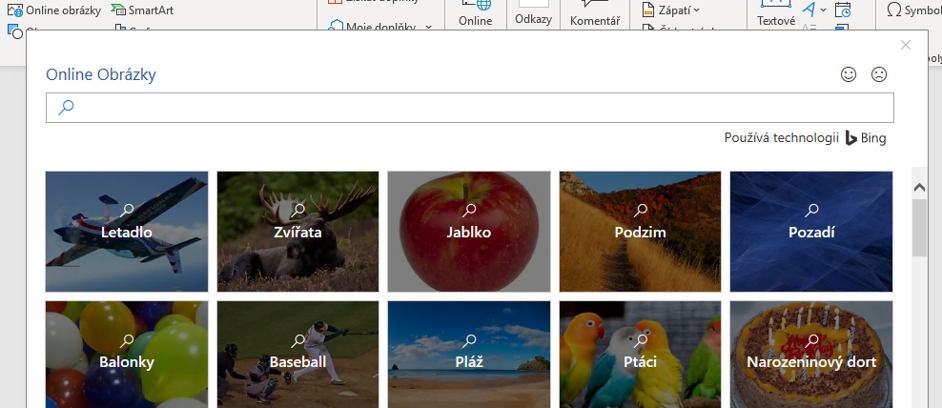 Online obrázky
SmartArt
Moje doplňky
Online
Odkazy
Komentář
Zápatí
Textové
Symbol
Online Obrázky
Používá technologii Bing
Letadlo
Zvířata
Jablko
Podzim
Pozadí
Balonky
Baseball
Pláž
Ptáci
Narozeninový dort